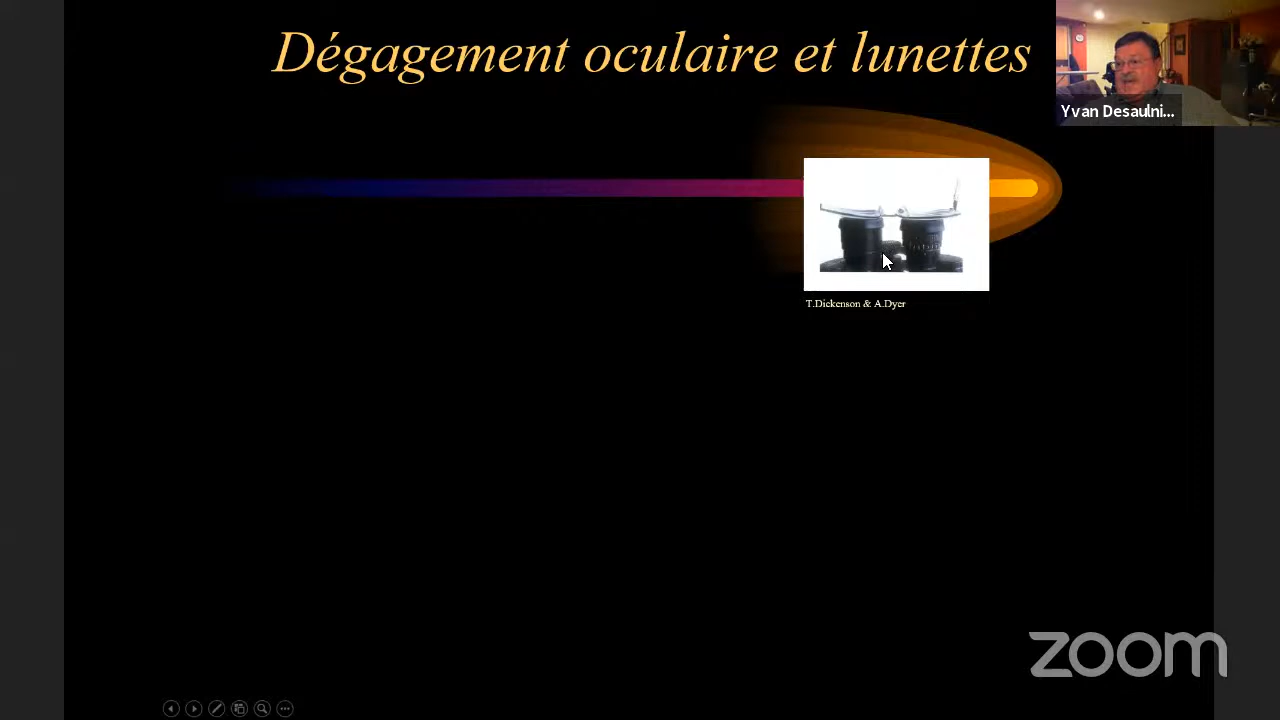 Dégagement oculaire et lunettes
Yvan Desaulni...
T.Dickenson & A.Dyer
zoom